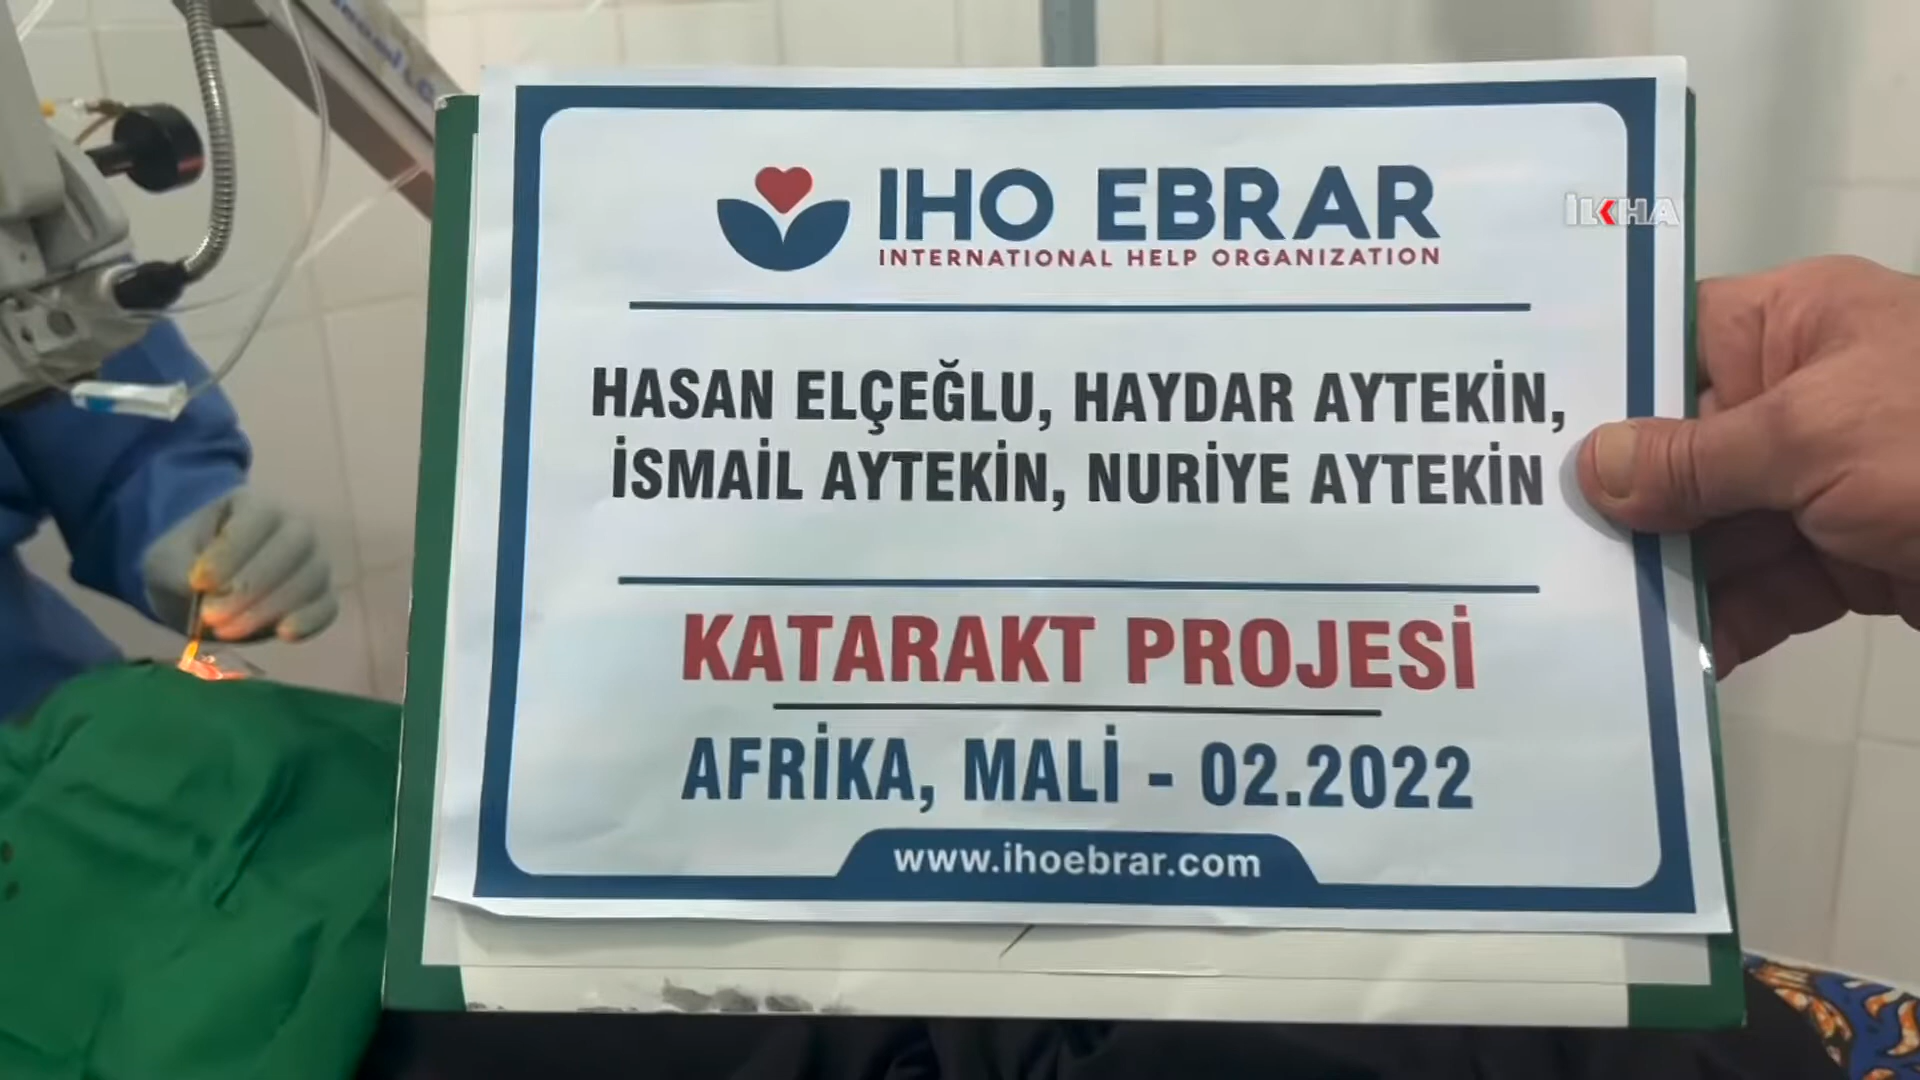 IHO EBRAR
INTERNATIONAL HELP ORGANIZATION
İLKHA
HASAN ELÇEĞLU, HAYDAR AYTEKİN,
İSMAİL AYTEKİN, NURİYE AYTEKİN
KATARAKT PROJESİ
AFRİKA, MALİ - 02.2022
www.ihoebrar.com